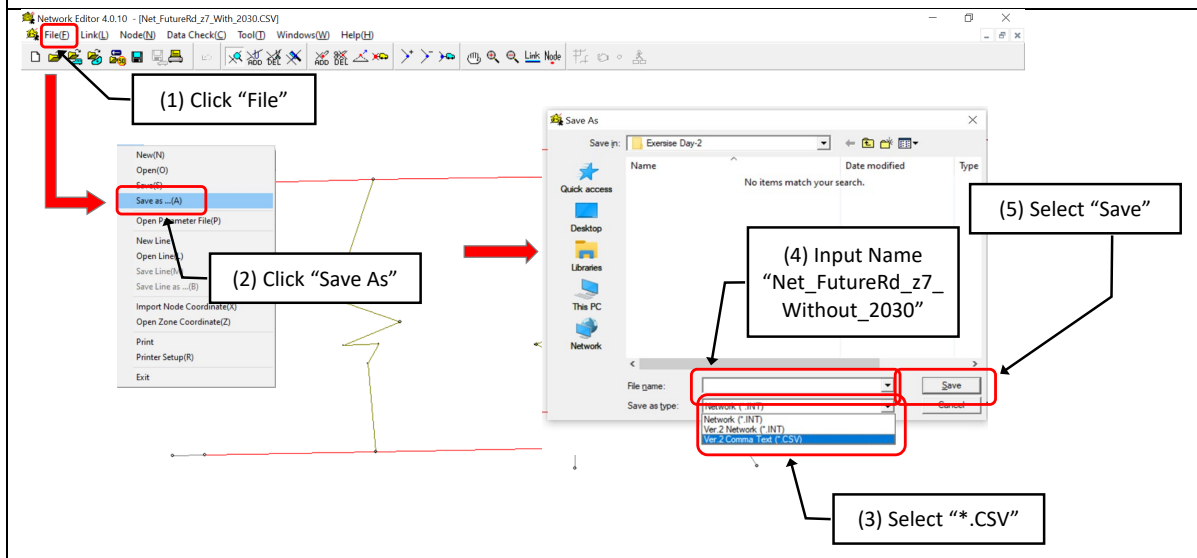 Network Editor 4.0.10 - [Net_FutureRd_z7_With_2030.CSV]
File(F) Link(L) Node(N) Data Check(C) Tool(T) Windows(W) Help(H)
ADD DEL ADD DEL Link Node
(1) Click “File”
New(N)
Open(O)
Save(S)
Save as ...(A)
Open Parameter File(P)
New Line
Open Line(L)
Save Line(M)
Save Line as ...(B)
Import Node Coordinate(X)
Open Zone Coordinate(Z)
Print
Printer Setup(R)
Exit
(2) Click “Save As”
Save As
Save in: Exersise Day-2
Name Date modified Type
No items match your search.
Quick access
Desktop
Libraries
This PC
Network
(4) Input Name
“Net_FutureRd_z7_
Without_2030”
(5) Select “Save”
File name: Save
Save as type: Network (*.INT) Cancel
Network (*.INT)
Ver.2 Network (*.INT)
Ver.2 Comma Text (*.CSV)
(3) Select “*.CSV”